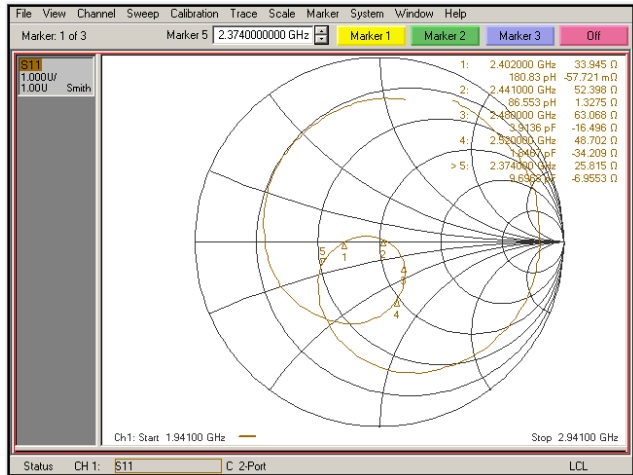 File View Channel Sweep Calibration Trace Scale Marker System Window Help
Marker: 1 of 3 Marker 5 2.3740000000 GHz Marker 1 Marker 2 Marker 3 Off
S11
1.000U/
1.00U Smith
1: 2.402000 GHz 33.945 Ω
180.83 pH -57.721 mΩ
2: 2.441000 GHz 52.398 Ω
86.553 pH 1.3275 Ω
3: 2.480000 GHz 63.068 Ω
3.9136 pF -16.496 Ω
4: 2.520000 GHz 48.702 Ω
pF -34.209 Ω
> 5: 2.374000 GHz 25.815 Ω
pF -6.9553 Ω
5
1
2
3
4
Ch1: Start 1.94100 GHz Stop 2.94100 GHz
Status CH 1: S11 C 2-Port LCL